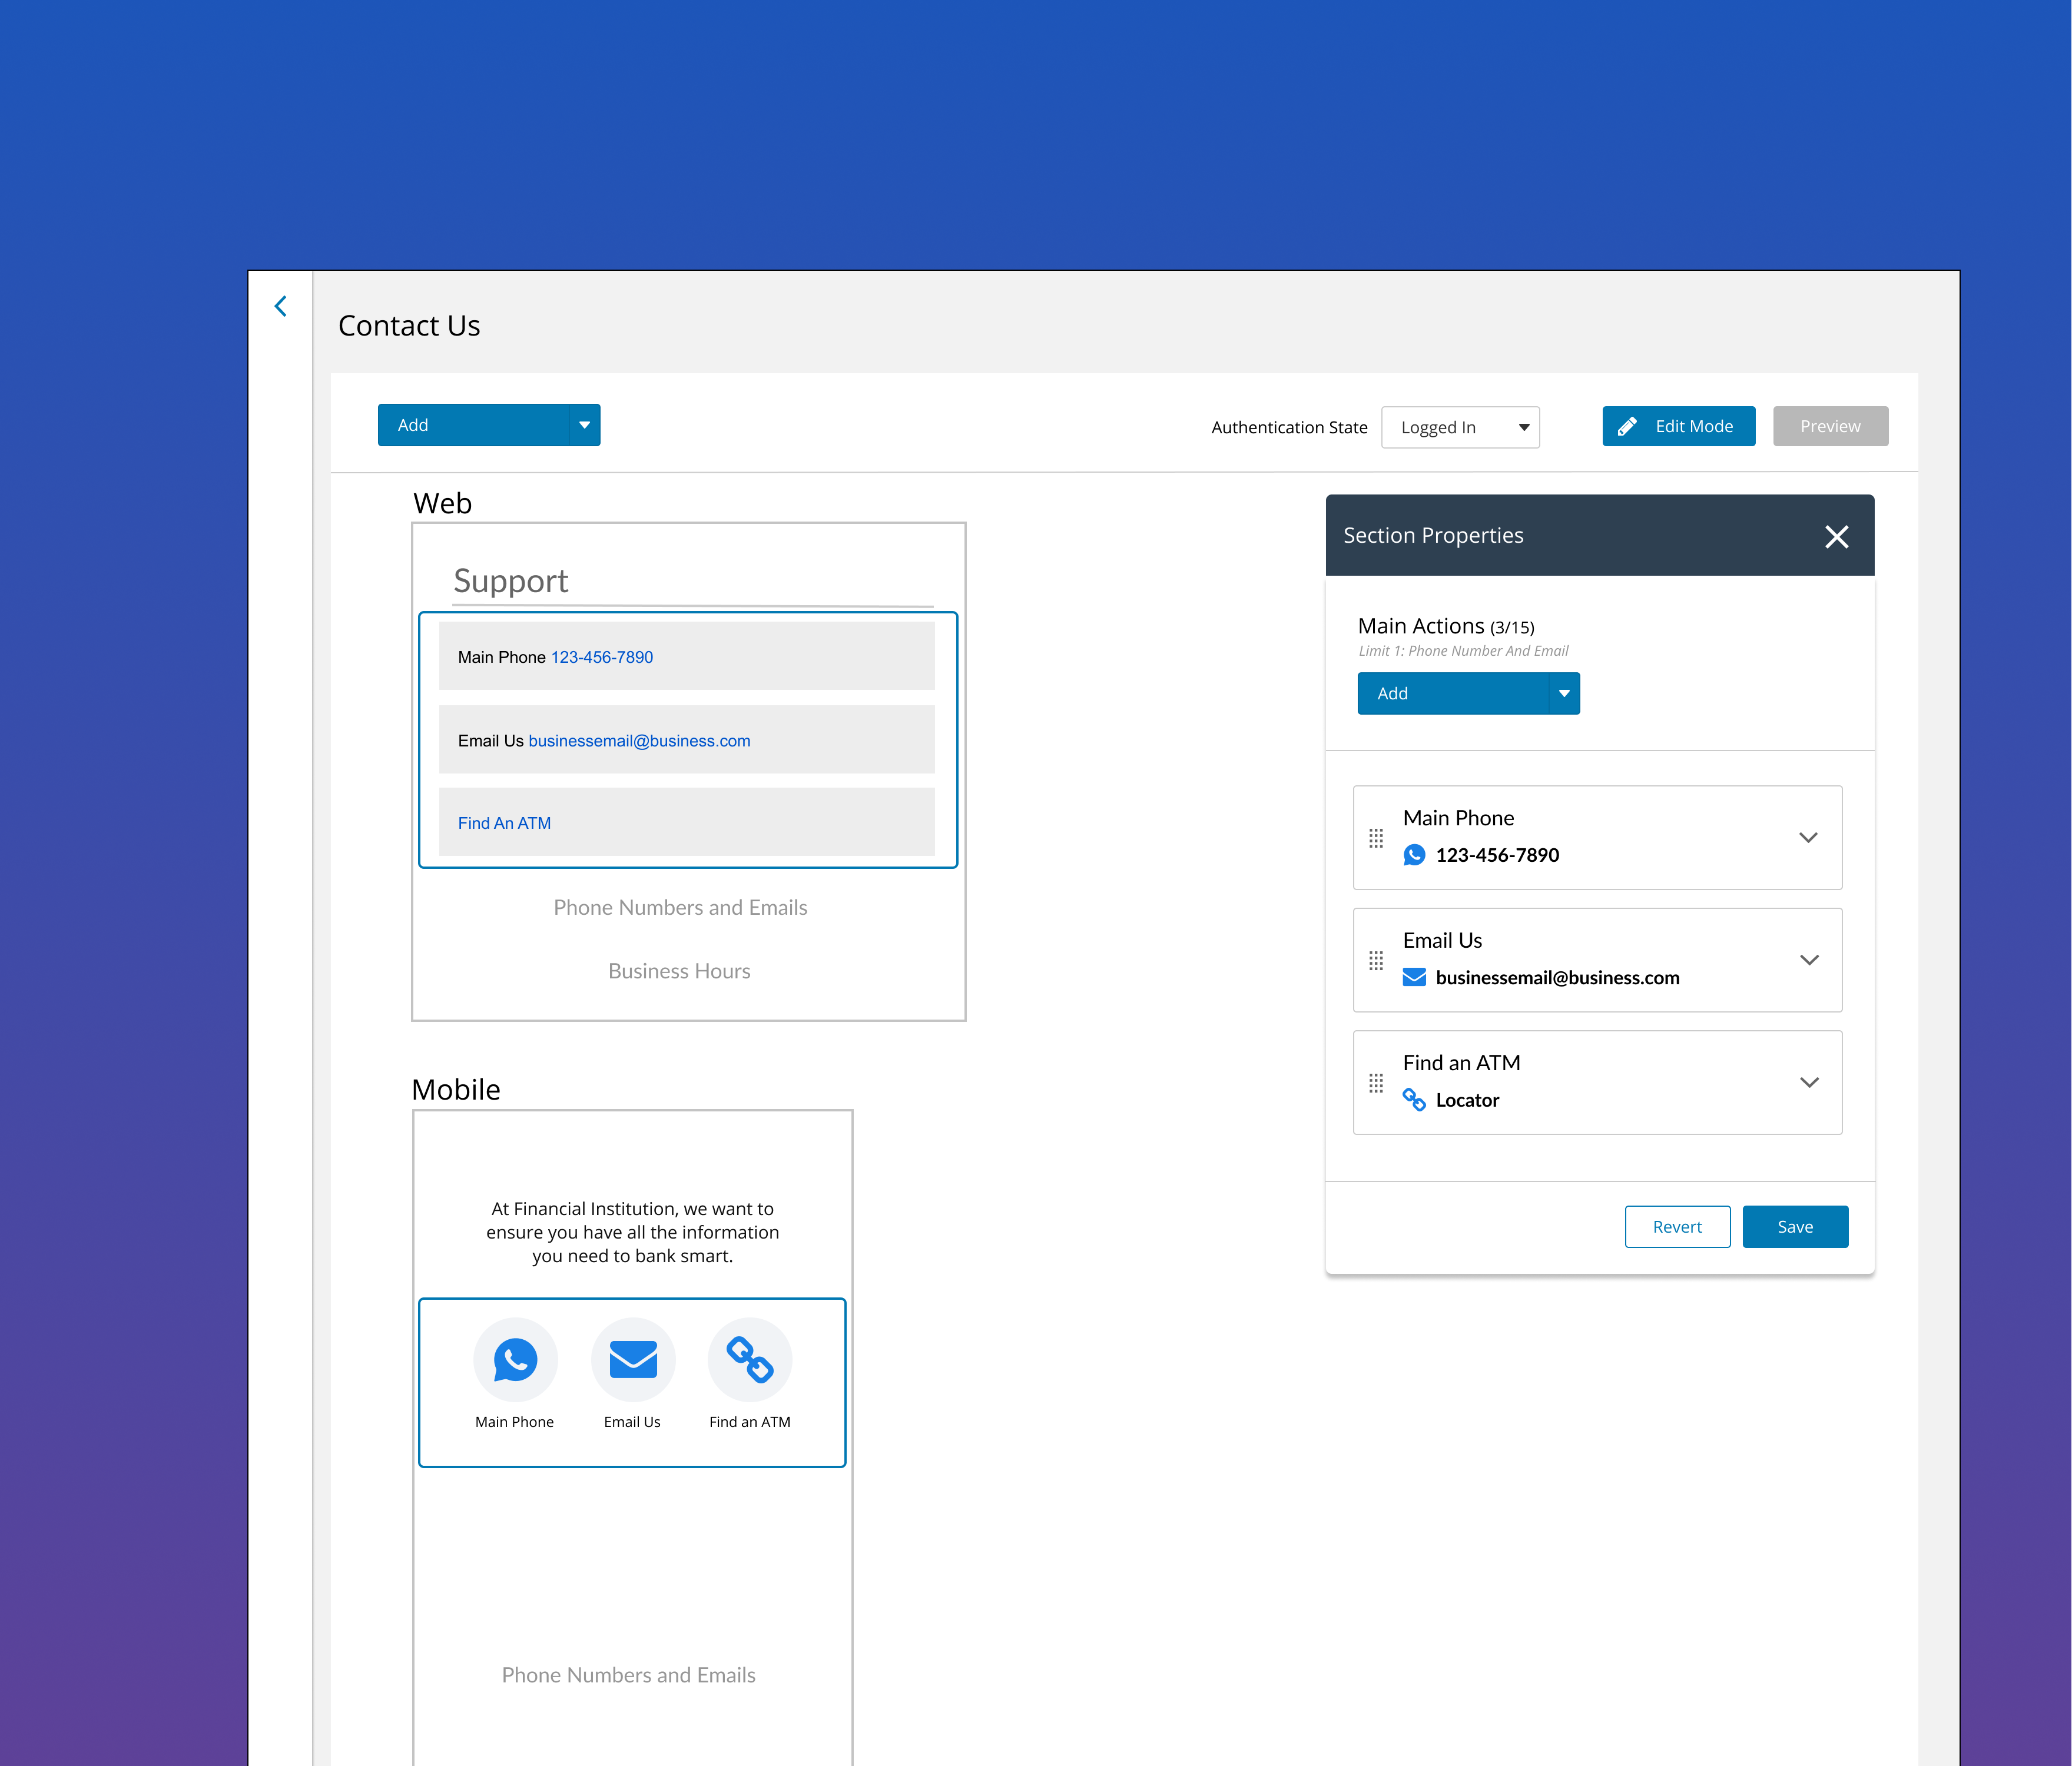 Contact Us
Add
Authentication State
Logged In
Edit Mode
Preview
Web
Support
Main Phone 123-456-7890
Email Us businessemail@business.com
Find An ATM
Phone Numbers and Emails
Business Hours
Mobile
At Financial Institution, we want to
ensure you have all the information
you need to bank smart.
Main Phone
Email Us
Find an ATM
Phone Numbers and Emails
Section Properties
Main Actions (3/15)
Limit 1: Phone Number And Email
Add
Main Phone
123-456-7890
Email Us
businessemail@business.com
Find an ATM
Locator
Revert
Save